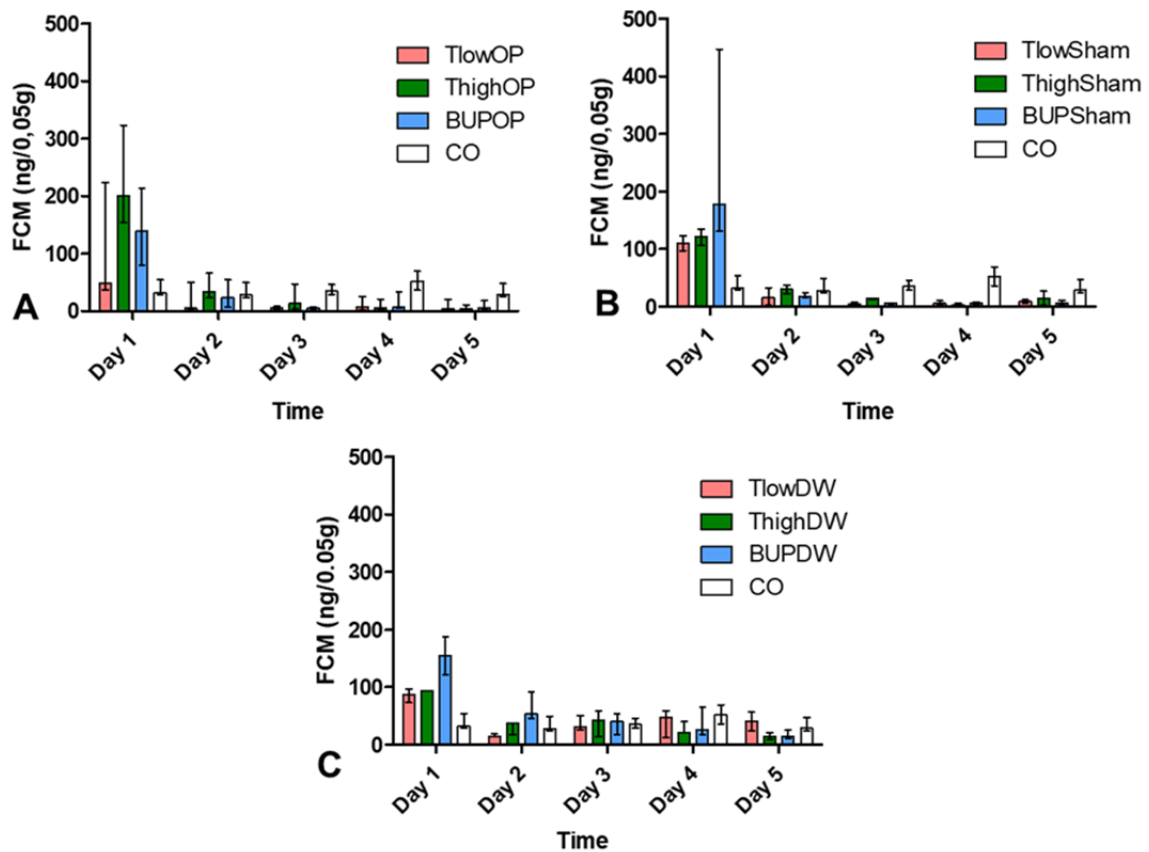 500
400
300
200
100
0
FCM (ng/0,05g)
TlowOP
ThighOP
BUPOP
CO
Day 1
Day 2
Day 3
Day 4
Day 5
Time
A
500
400
300
200
100
0
FCM (ng/0,05g)
TlowSham
ThighSham
BUPSham
CO
Day 1
Day 2
Day 3
Day 4
Day 5
Time
B
500
400
300
200
100
0
FCM (ng/0.05g)
TlowDW
ThighDW
BUPDW
CO
Day 1
Day 2
Day 3
Day 4
Day 5
Time
C